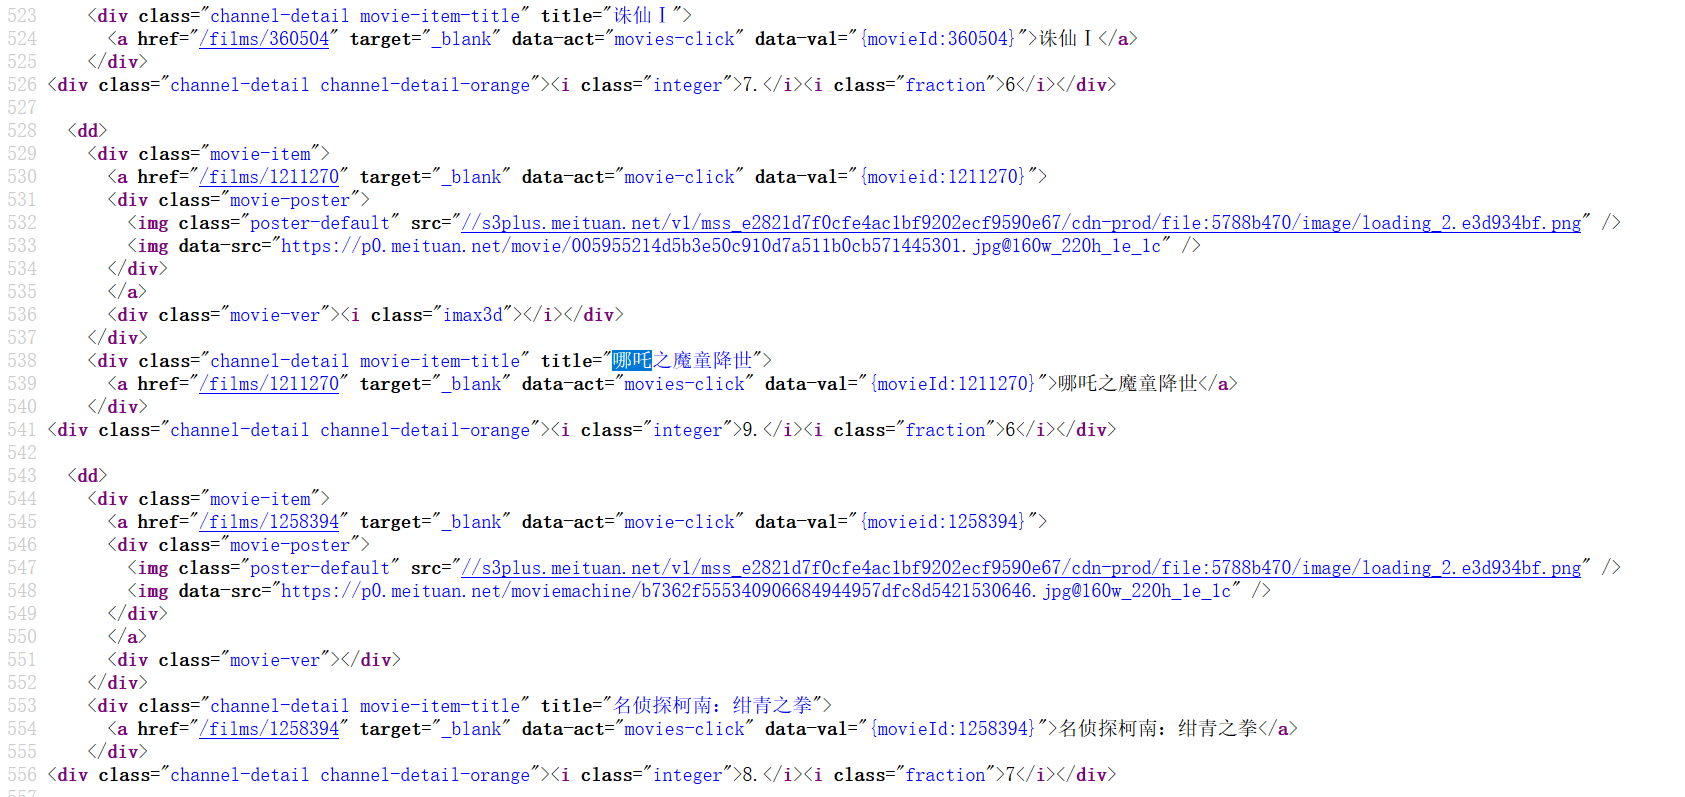 523     <div class="channel-detail movie-item-title" title="诛仙Ⅰ">
524       <a href="/films/360504" target="_blank" data-act="movies-click" data-val="{movieId:360504}">诛仙Ⅰ</a>
525     </div>
526 <div class="channel-detail channel-detail-orange"><i class="integer">7.</i><i class="fraction">6</i></div>
527
528   <dd>
529     <div class="movie-item">
530       <a href="/films/1211270" target="_blank" data-act="movie-click" data-val="{movieid:1211270}">
531       <div class="movie-poster">
532         <img class="poster-default" src="//s3plus.meituan.net/v1/mss_e2821d7f0cfe4ac1bf9202ecf9590e67/cdn-prod/file:5788b470/image/loading_2.e3d934bf.png" />
533         <img data-src="https://p0.meituan.net/movie/005955214d5b3e50c910d7a511b0cb571445301.jpg@160w_220h_1e_1c" />
534       </div>
535       </a>
536       <div class="movie-ver"><i class="imax3d"></i></div>
537     </div>
538     <div class="channel-detail movie-item-title" title="哪吒之魔童降世">
539       <a href="/films/1211270" target="_blank" data-act="movies-click" data-val="{movieId:1211270}">哪吒之魔童降世</a>
540     </div>
541 <div class="channel-detail channel-detail-orange"><i class="integer">9.</i><i class="fraction">6</i></div>
542
543   <dd>
544     <div class="movie-item">
545       <a href="/films/1258394" target="_blank" data-act="movie-click" data-val="{movieid:1258394}">
546       <div class="movie-poster">
547         <img class="poster-default" src="//s3plus.meituan.net/v1/mss_e2821d7f0cfe4ac1bf9202ecf9590e67/cdn-prod/file:5788b470/image/loading_2.e3d934bf.png" />
548         <img data-src="https://p0.meituan.net/moviemachine/b7362f555340906684944957dfc8d5421530646.jpg@160w_220h_1e_1c" />
549       </div>
550       </a>
551       <div class="movie-ver"></div>
552     </div>
553     <div class="channel-detail movie-item-title" title="名侦探柯南：绀青之拳">
554       <a href="/films/1258394" target="_blank" data-act="movies-click" data-val="{movieId:1258394}">名侦探柯南：绀青之拳</a>
555     </div>
556 <div class="channel-detail channel-detail-orange"><i class="integer">8.</i><i class="fraction">7</i></div>
557